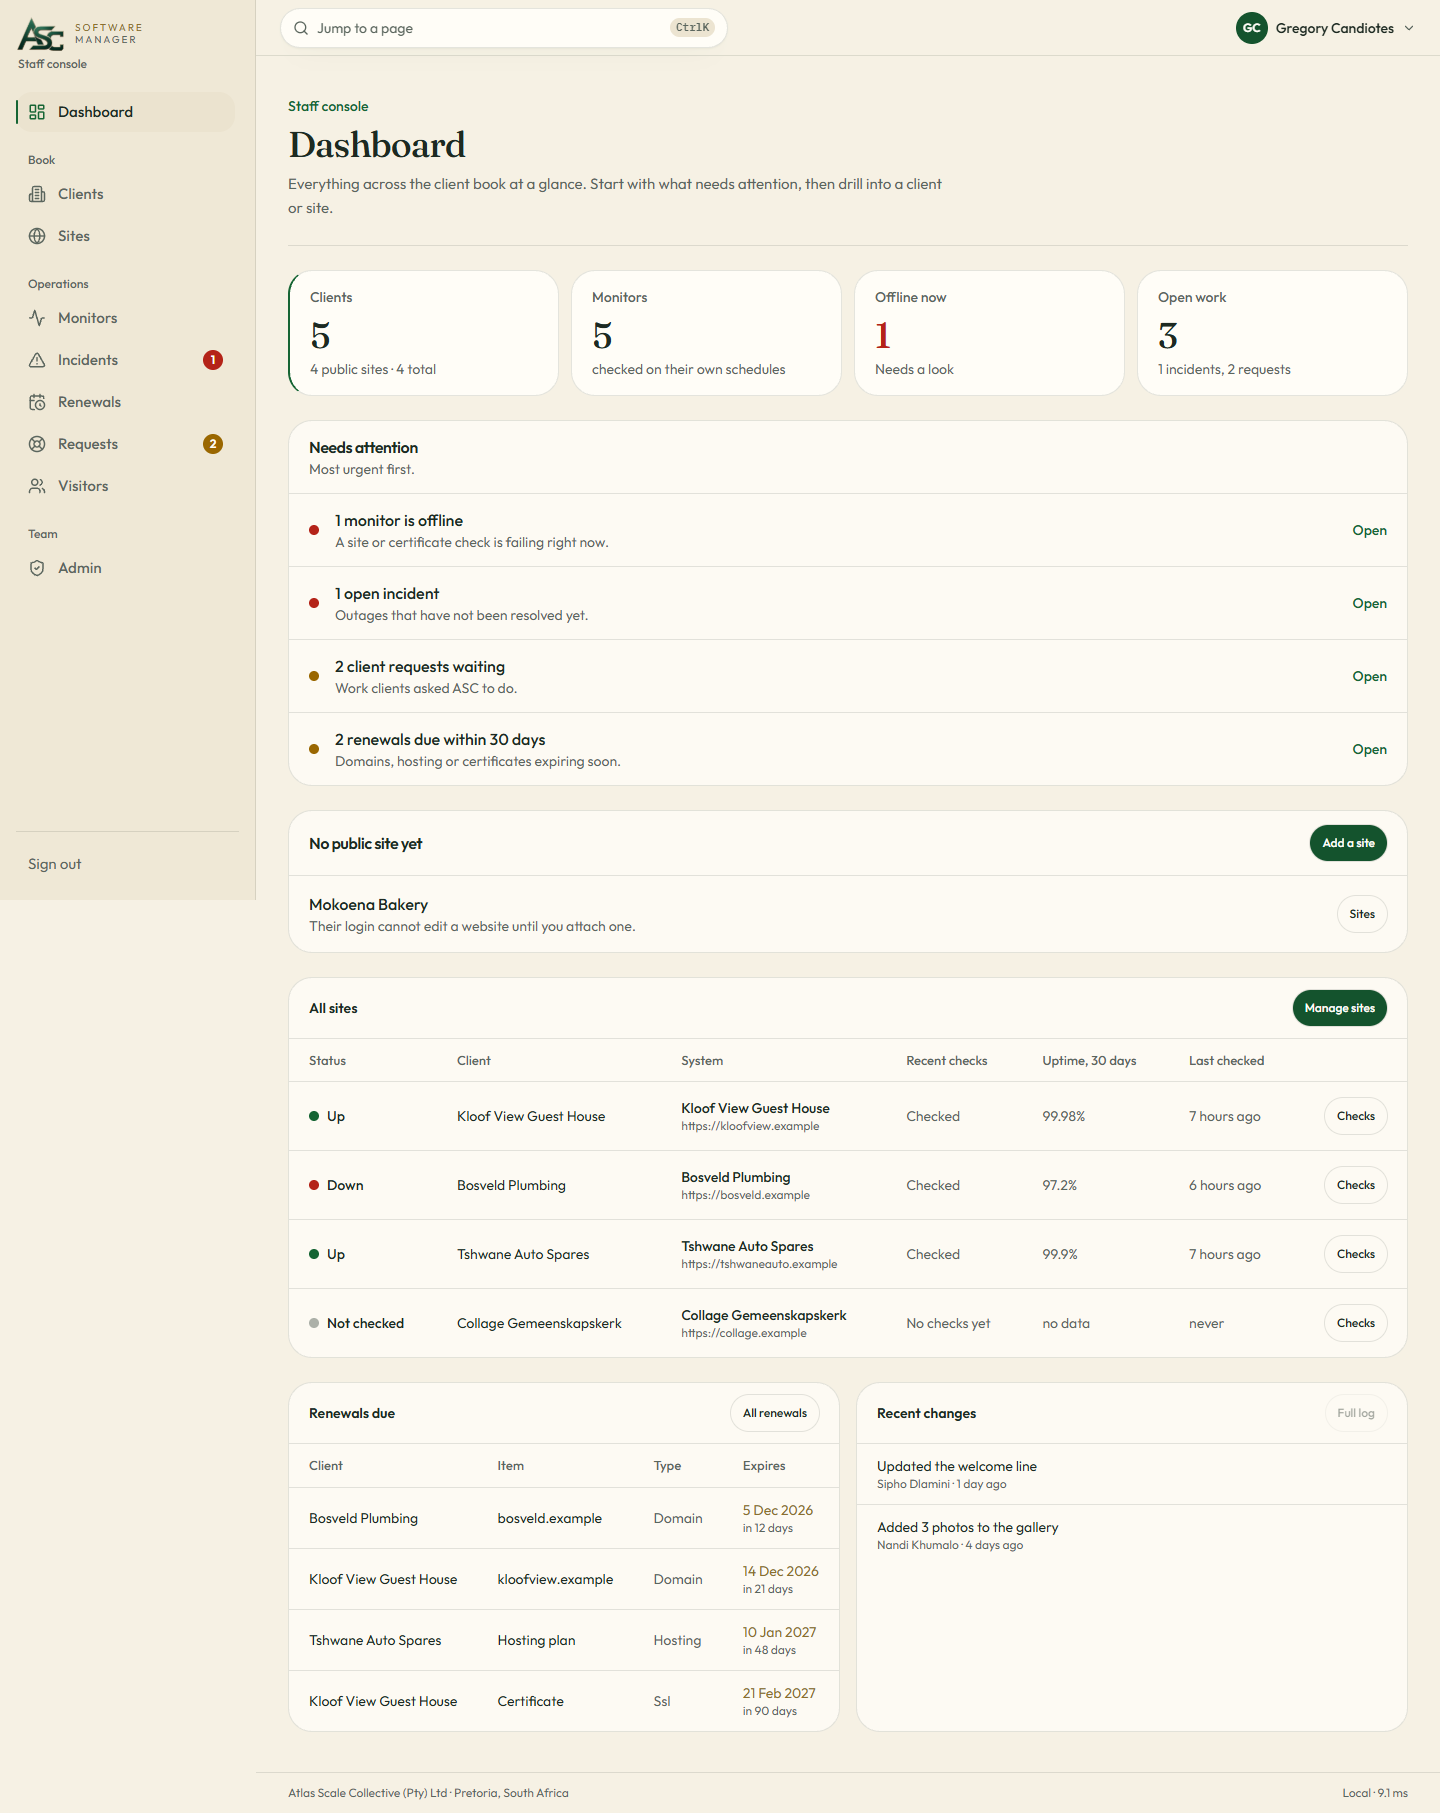 ASC SOFTWARE
MANAGER
Staff console
Dashboard
Book
Clients
Sites
Operations
Monitors
Incidents 1
Renewals
Requests 2
Visitors
Team
Admin
Sign out
Jump to a page CtrlK
GC Gregory Candiotes
Staff console
Dashboard
Everything across the client book at a glance. Start with what needs attention, then drill into a client
or site.
Clients
5
4 public sites · 4 total
Monitors
5
checked on their own schedules
Offline now
1
Needs a look
Open work
3
1 incidents, 2 requests
Needs attention
Most urgent first.
1 monitor is offline
A site or certificate check is failing right now.
Open
1 open incident
Outages that have not been resolved yet.
Open
2 client requests waiting
Work clients asked ASC to do.
Open
2 renewals due within 30 days
Domains, hosting or certificates expiring soon.
Open
No public site yet
Add a site
Mokoena Bakery
Their login cannot edit a website until you attach one.
Sites
All sites
Manage sites
Status Client System Recent checks Uptime, 30 days Last checked
Up Kloof View Guest House Kloof View Guest House Checked 99.98% 7 hours ago Checks
https://kloofview.example
Down Bosveld Plumbing Bosveld Plumbing Checked 97.2% 6 hours ago Checks
https://bosveld.example
Up Tshwane Auto Spares Tshwane Auto Spares Checked 99.9% 7 hours ago Checks
https://tshwaneauto.example
Not checked Collage Gemeenskapskerk Collage Gemeenskapskerk No checks yet no data never Checks
https://collage.example
Renewals due
All renewals
Client Item Type Expires
Bosveld Plumbing bosveld.example Domain 5 Dec 2026
in 12 days
Kloof View Guest House kloofview.example Domain 14 Dec 2026
in 21 days
Tshwane Auto Spares Hosting plan Hosting 10 Jan 2027
in 48 days
Kloof View Guest House Certificate Ssl 21 Feb 2027
in 90 days
Recent changes
Full log
Updated the welcome line
Sipho Dlamini · 1 day ago
Added 3 photos to the gallery
Nandi Khumalo · 4 days ago
Atlas Scale Collective (Pty) Ltd · Pretoria, South Africa
Local · 9.1 ms